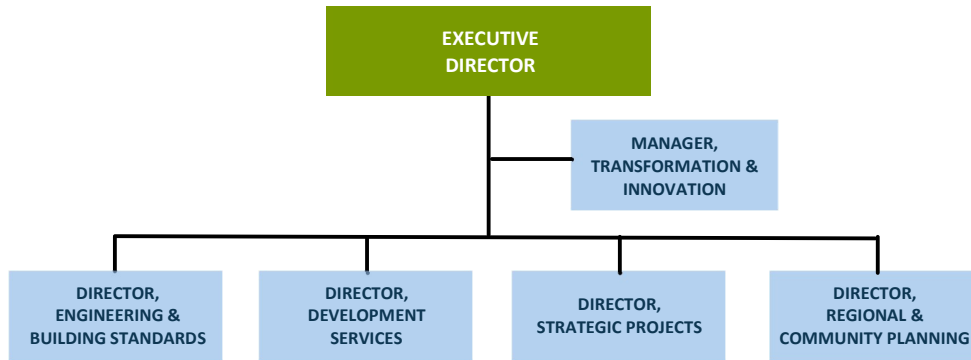 EXECUTIVE
DIRECTOR
MANAGER,
TRANSFORMATION &
INNOVATION
DIRECTOR,
ENGINEERING &
BUILDING STANDARDS
DIRECTOR,
DEVELOPMENT
SERVICES
DIRECTOR,
STRATEGIC PROJECTS
DIRECTOR,
REGIONAL &
COMMUNITY PLANNING